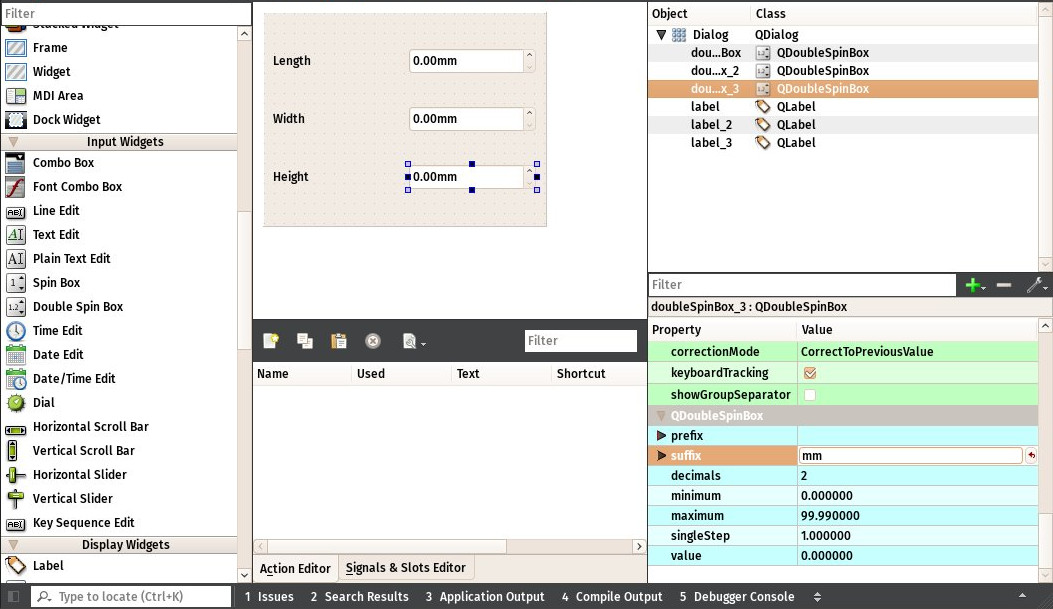 Filter
Stacked Widget
Frame
Widget
MDI Area
Dock Widget
Input Widgets
Combo Box
Font Combo Box
Line Edit
Text Edit
Plain Text Edit
Spin Box
Double Spin Box
Time Edit
Date Edit
Date/Time Edit
Dial
Horizontal Scroll Bar
Vertical Scroll Bar
Horizontal Slider
Vertical Slider
Key Sequence Edit
Display Widgets
Label
Length 0.00mm
Width 0.00mm
Height 0.00mm
Filter
Name Used Text Shortcut
Action Editor Signals & Slots Editor
Object Class
Dialog QDialog
dou...Box QDoubleSpinBox
dou...x_2 QDoubleSpinBox
dou...x_3 QDoubleSpinBox
label QLabel
label_2 QLabel
label_3 QLabel
Filter
doubleSpinBox_3 : QDoubleSpinBox
Property Value
correctionMode CorrectToPreviousValue
keyboardTracking
showGroupSeparator
QDoubleSpinBox
prefix
suffix mm
decimals 2
minimum 0.000000
maximum 99.990000
singleStep 1.000000
value 0.000000
Type to locate (Ctrl+K) 1 Issues 2 Search Results 3 Application Output 4 Compile Output 5 Debugger Console